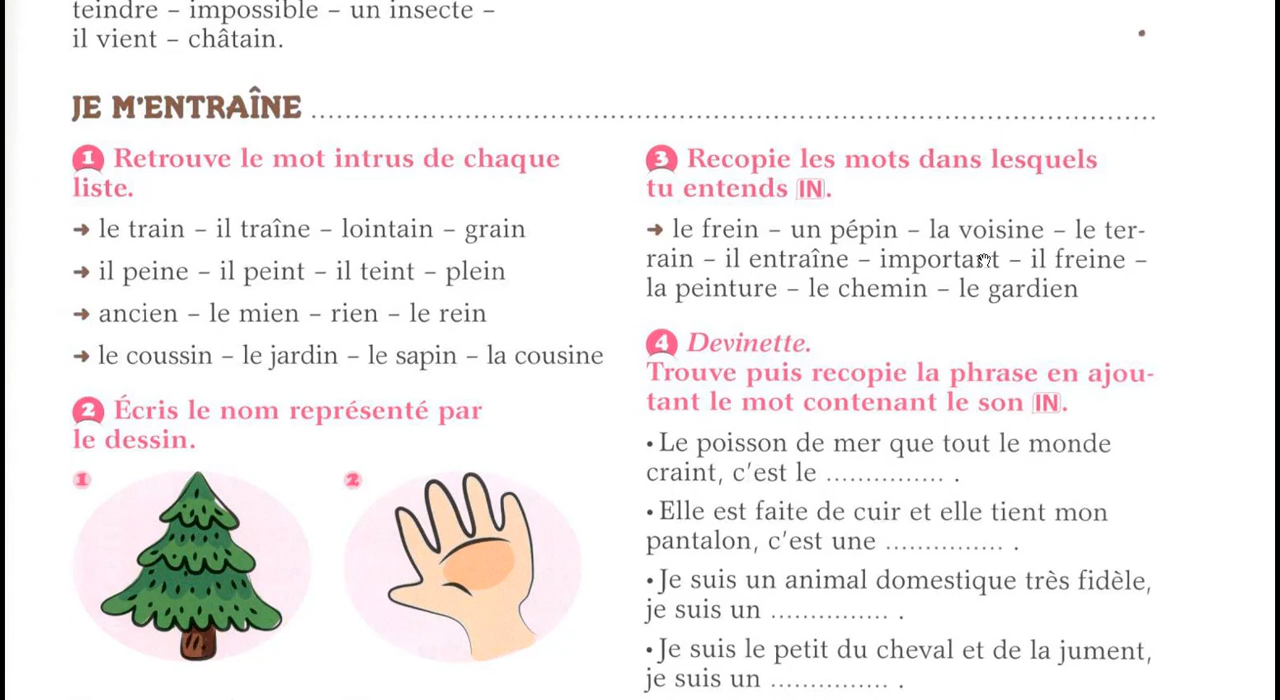 teindre – impossible – un insecte –
il vient – châtain.
JE M'ENTRAÎNE
1 Retrouve le mot intrus de chaque
liste.
➜ le train – il traîne – lointain – grain
➜ il peine – il peint – il teint – plein
➜ ancien – le mien – rien – le rein
➜ le coussin – le jardin – le sapin – la cousine
2 Écris le nom représenté par
le dessin.
1
2
3 Recopie les mots dans lesquels
tu entends IN.
➜ le frein – un pépin – la voisine – le ter-
rain – il entraîne – important – il freine –
la peinture – le chemin – le gardien
4 Devinette.
Trouve puis recopie la phrase en ajou-
tant le mot contenant le son IN.
• Le poisson de mer que tout le monde
craint, c'est le ............... .
• Elle est faite de cuir et elle tient mon
pantalon, c'est une ............... .
• Je suis un animal domestique très fidèle,
je suis un ............... .
• Je suis le petit du cheval et de la jument,
je suis un ............... .